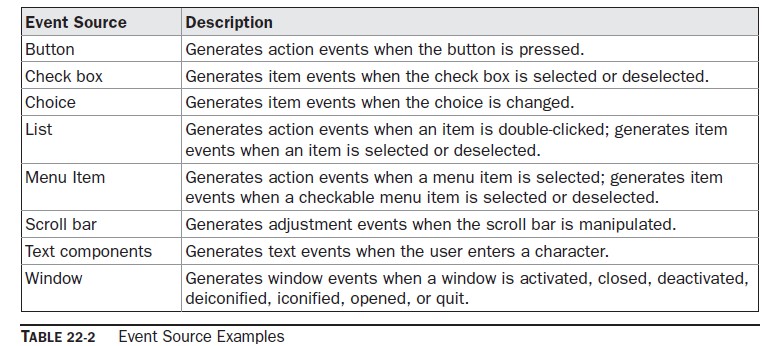 Event Source Description
Button Generates action events when the button is pressed.
Check box Generates item events when the check box is selected or deselected.
Choice Generates item events when the choice is changed.
List Generates action events when an item is double-clicked; generates item
events when an item is selected or deselected.
Menu Item Generates action events when a menu item is selected; generates item
events when a checkable menu item is selected or deselected.
Scroll bar Generates adjustment events when the scroll bar is manipulated.
Text components Generates text events when the user enters a character.
Window Generates window events when a window is activated, closed, deactivated,
deiconified, iconified, opened, or quit.
TABLE 22-2 Event Source Examples